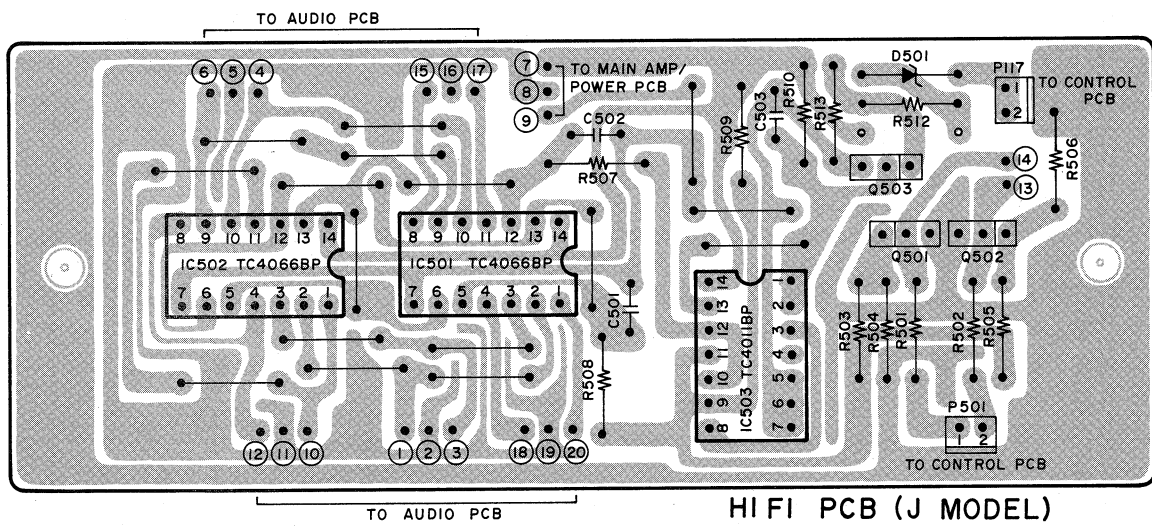 TO AUDIO PCB
6 5 4
15 16 17
7
8
9
TO MAIN AMP/
POWER PCB
C502
R507
R509
C503
R510
R513
D501
R512
Q503
P117
1
2
TO CONTROL
PCB
14
13
R506
8 9 10 11 12 13 14
IC502 TC4066BP
7 6 5 4 3 2 1
8 9 10 11 12 13 14
IC501 TC4066BP
7 6 5 4 3 2 1
C501
R508
14 1
13 2
12 3
11 4
10 5
9 6
8 7
IC503 TC4011BP
Q501
Q502
R503
R504
R501
R502
R505
P501
1 2
TO CONTROL PCB
12 11 10
1 2 3
18 19 20
TO AUDIO PCB
HIFI PCB (J MODEL)